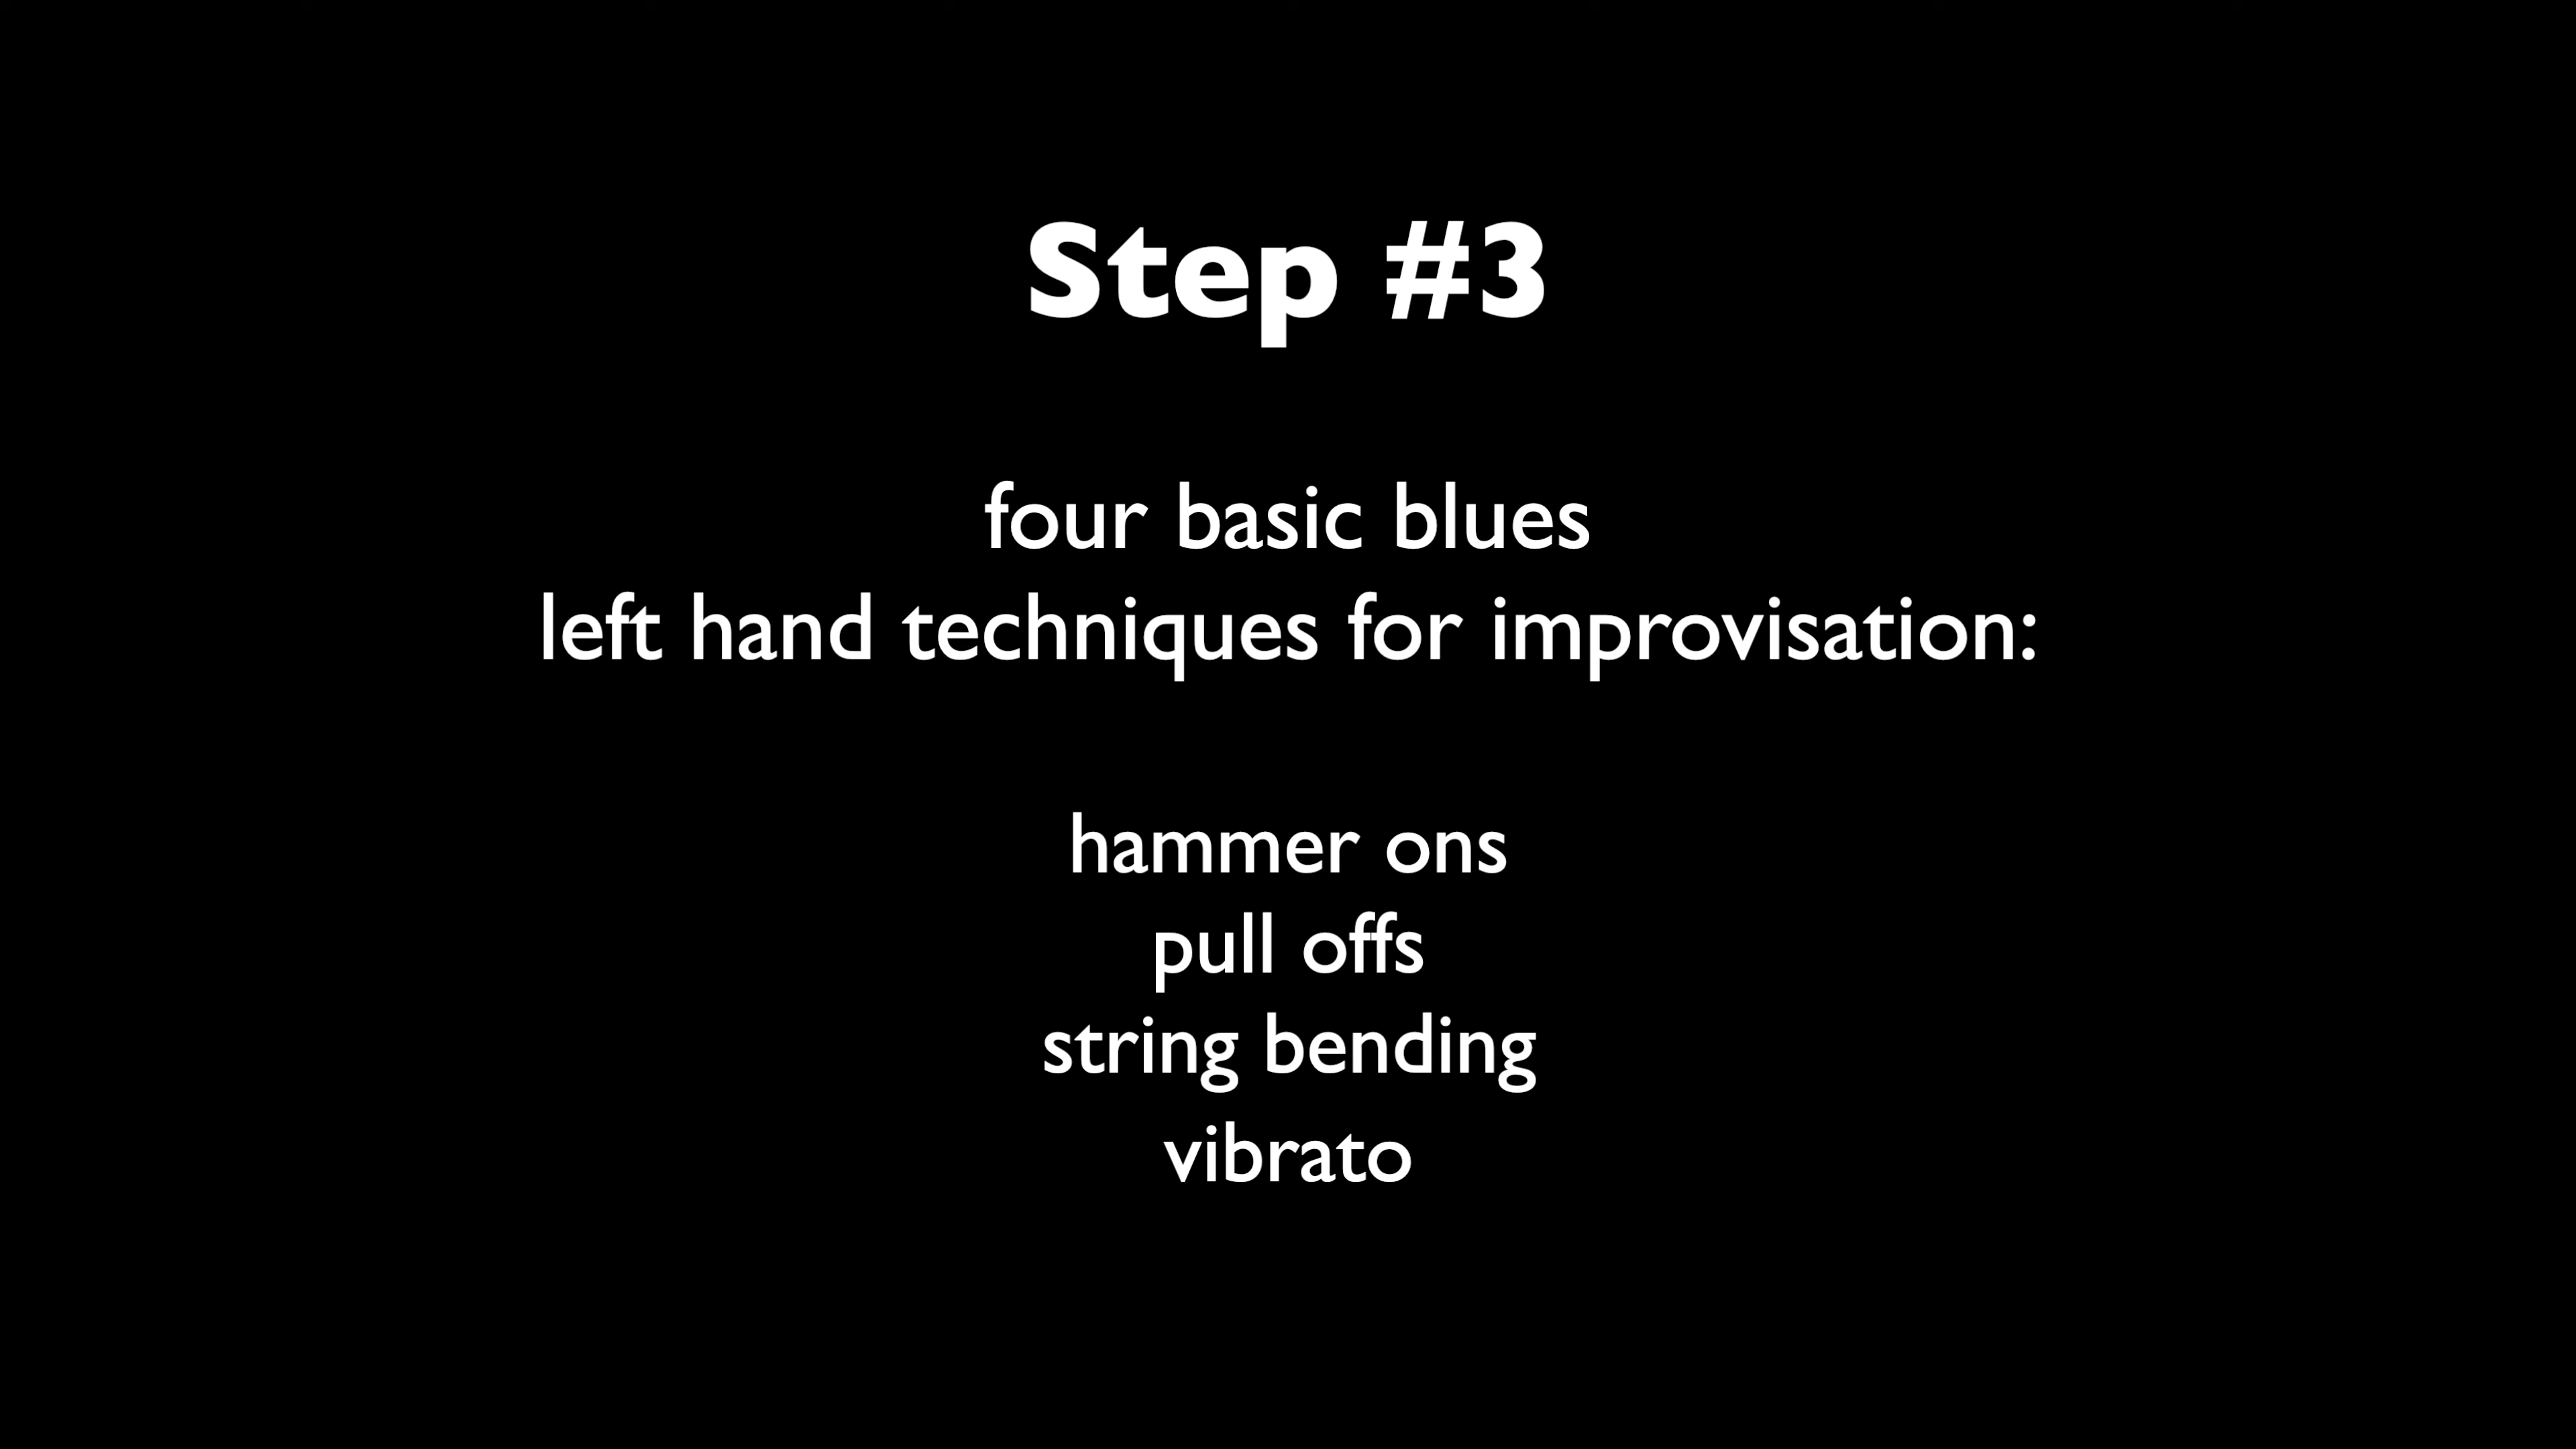 Step #3
four basic blues
left hand techniques for improvisation:
hammer ons
pull offs
string bending
vibrato